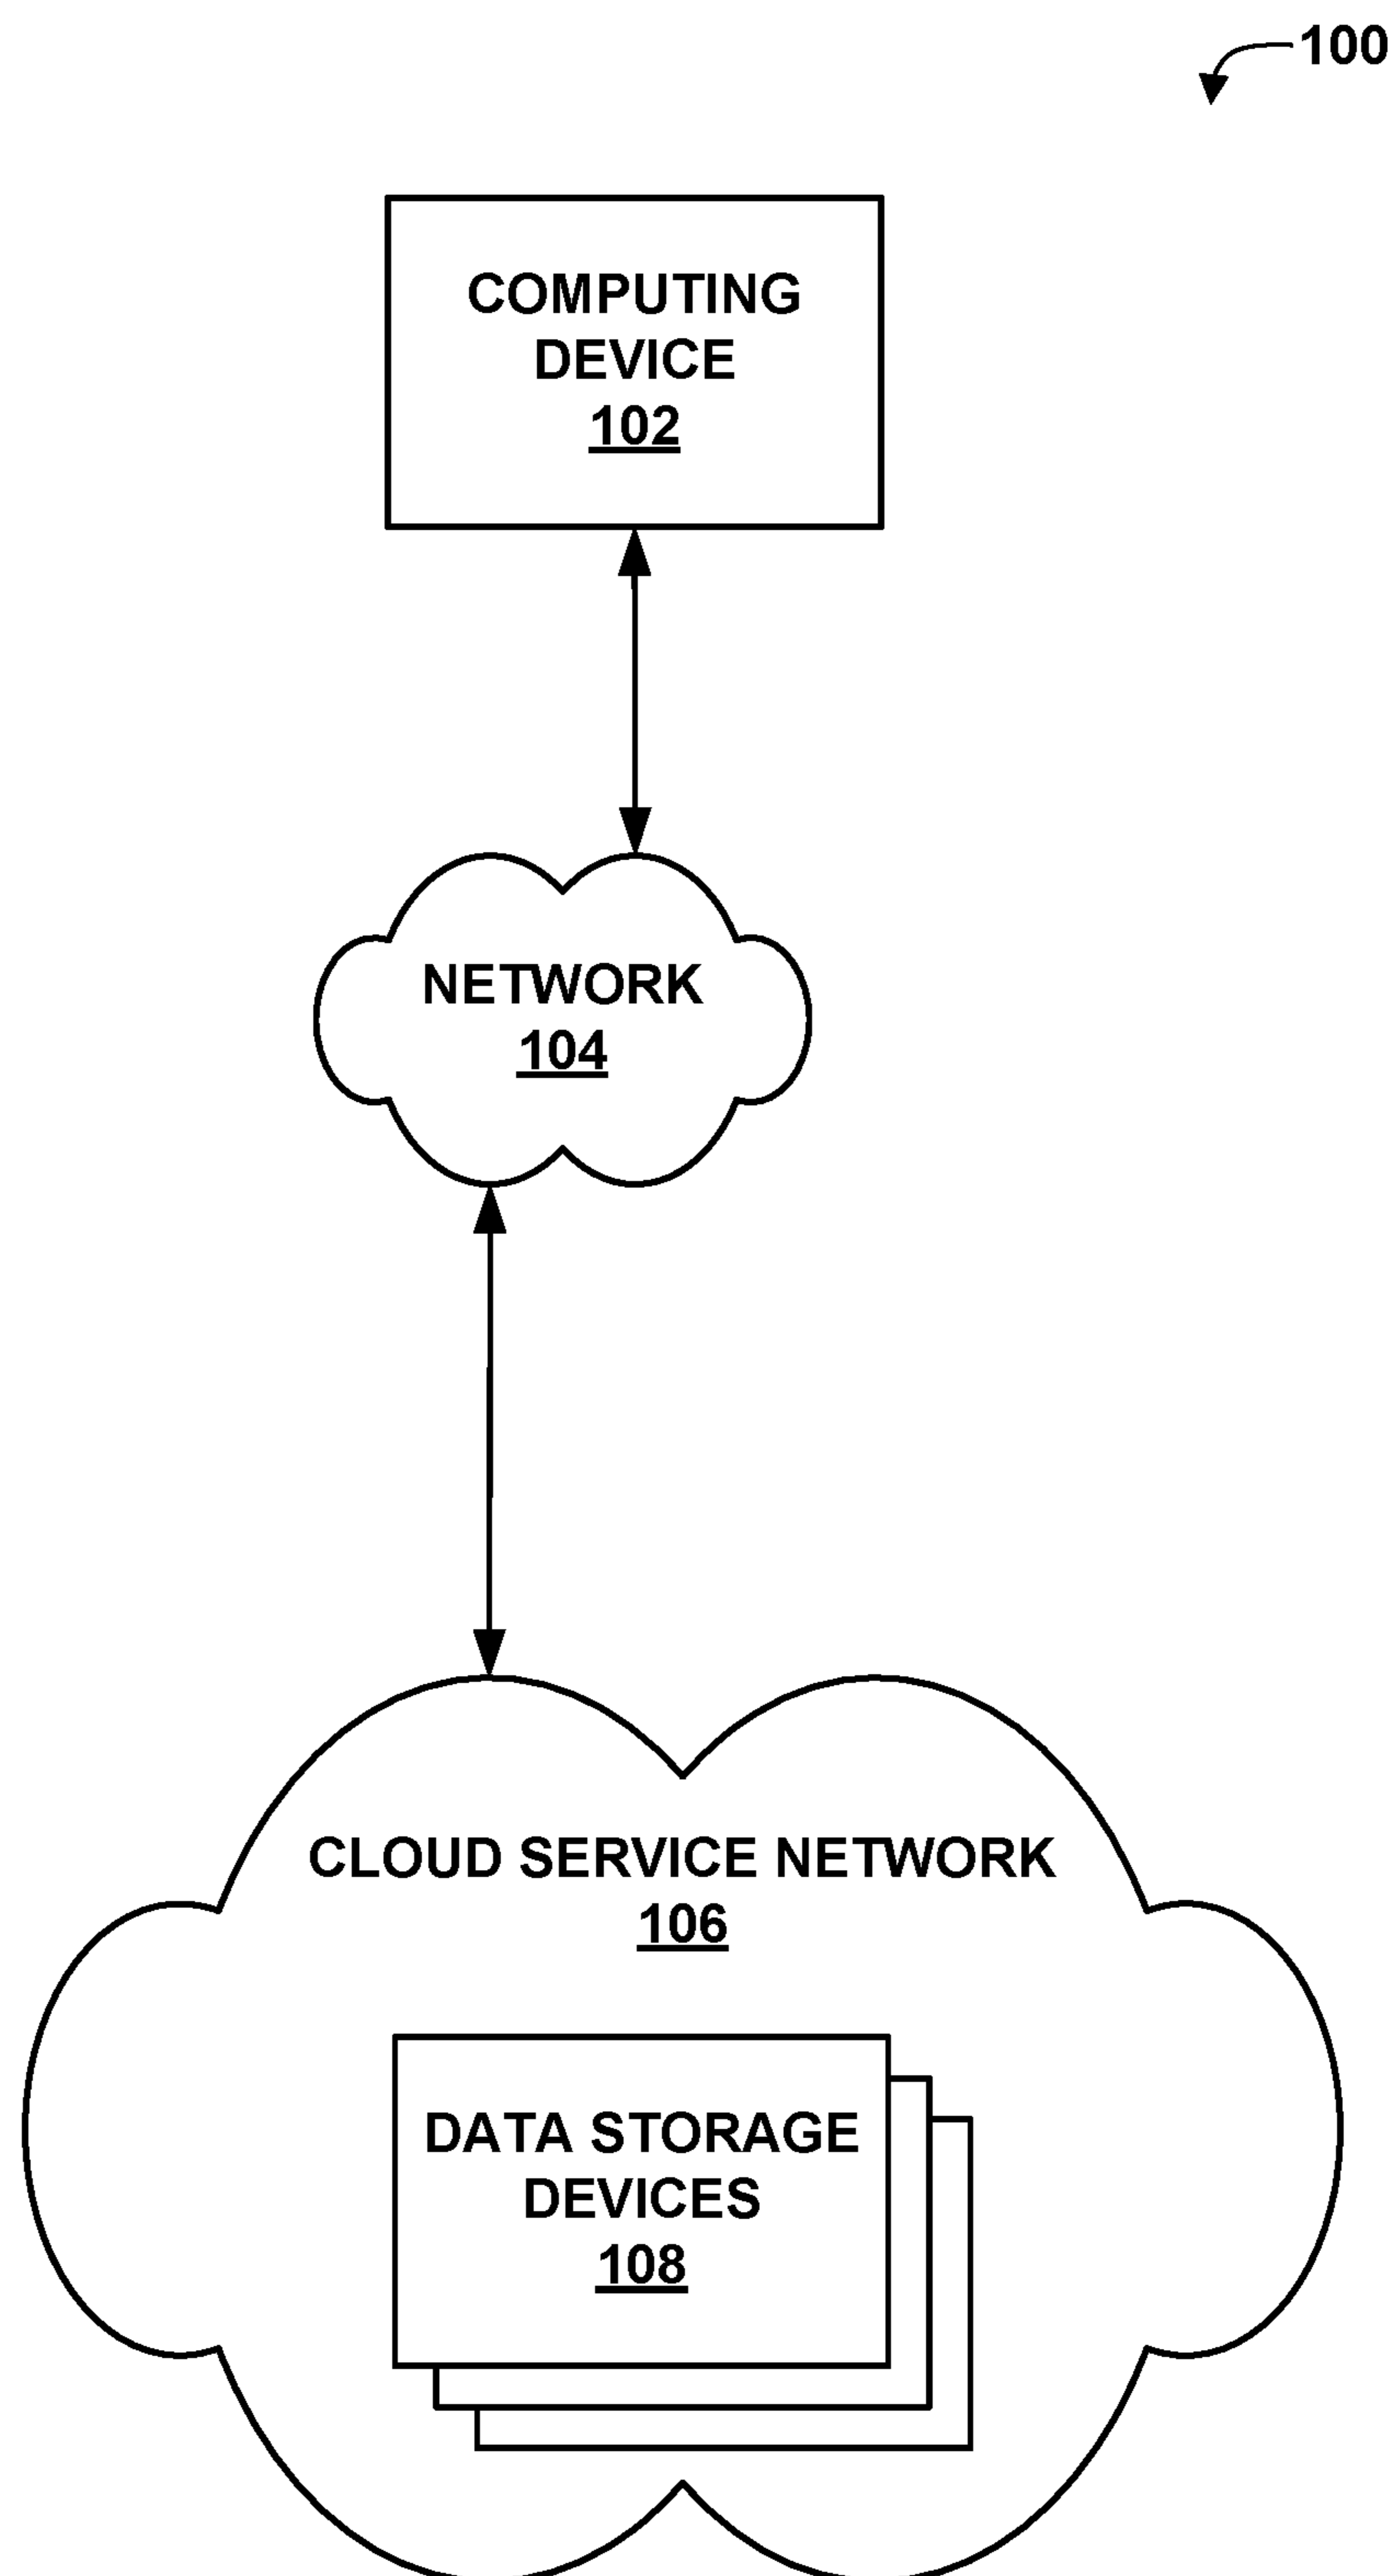 100
COMPUTING
DEVICE
102
NETWORK
104
CLOUD SERVICE NETWORK
106
DATA STORAGE
DEVICES
108